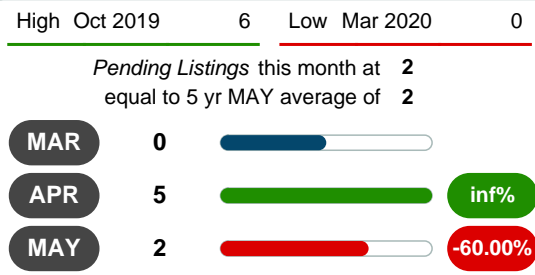 High Oct 2019 6 Low Mar 2020 0
Pending Listings this month at 2
equal to 5 yr MAY average of 2
MAR 0
APR 5 inf%
MAY 2 -60.00%